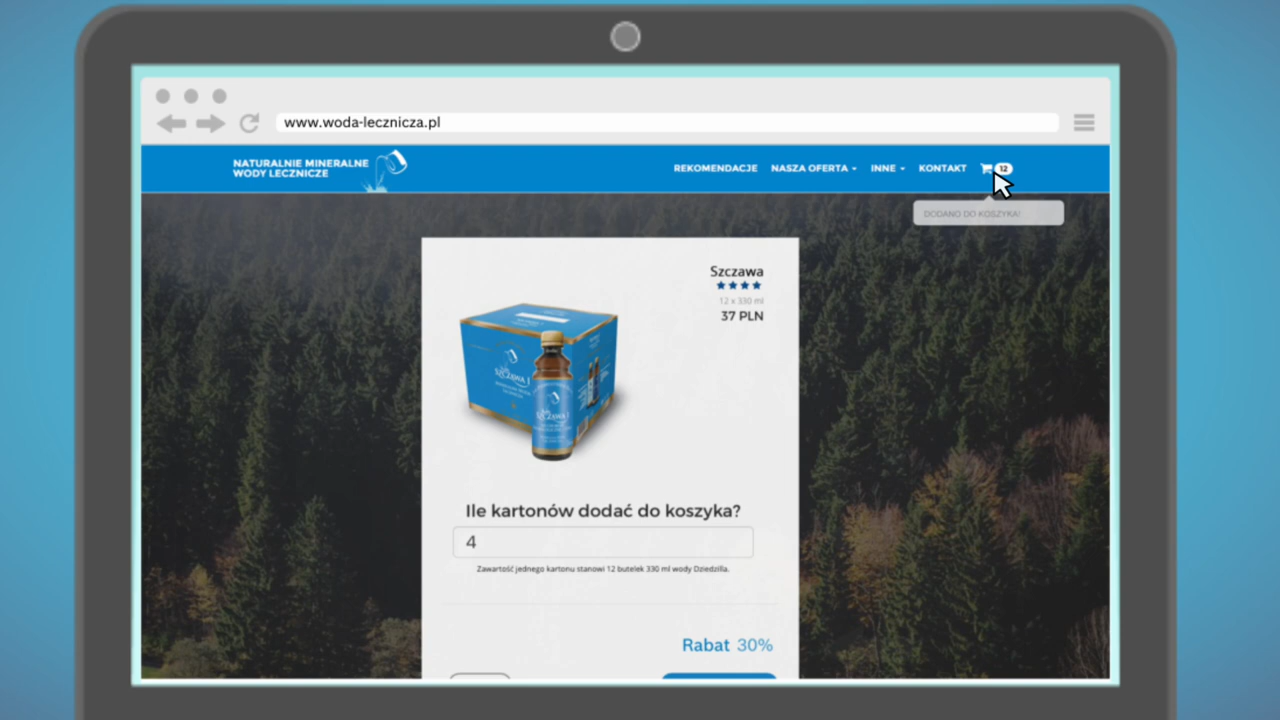 www.woda-lecznicza.pl
NATURALNIE MINERALNE
WODY LECZNICZE
REKOMENDACJE NASZA OFERTA INNE KONTAKT 12
DODANO DO KOSZYKA!
Szczawa
12 x 330 ml
37 PLN
SZCZAWA I
SZCZAWA I
Ile kartonów dodać do koszyka?
4
Zawartość jednego kartonu stanowi 12 butelek 330 ml wody Dziedzilla.
Rabat 30%